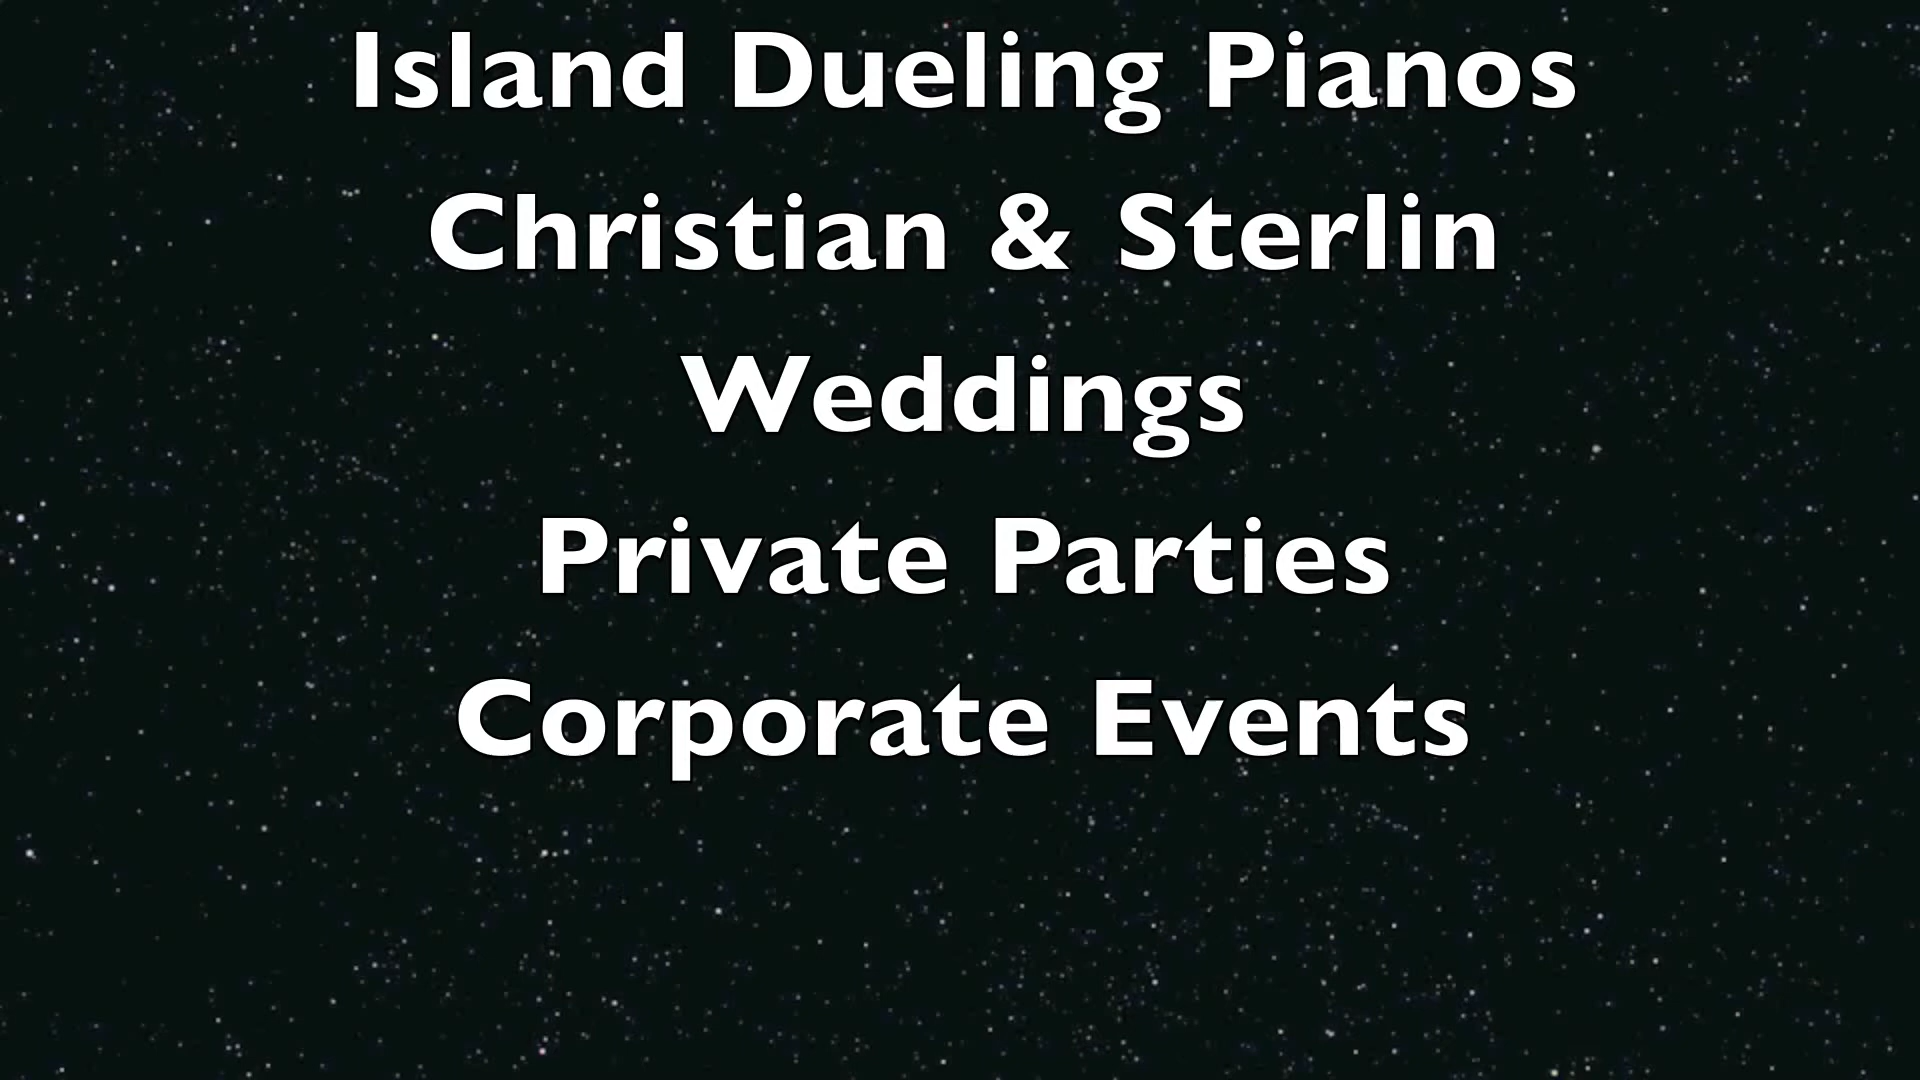 Island Dueling Pianos
Christian & Sterlin
Weddings
Private Parties
Corporate Events